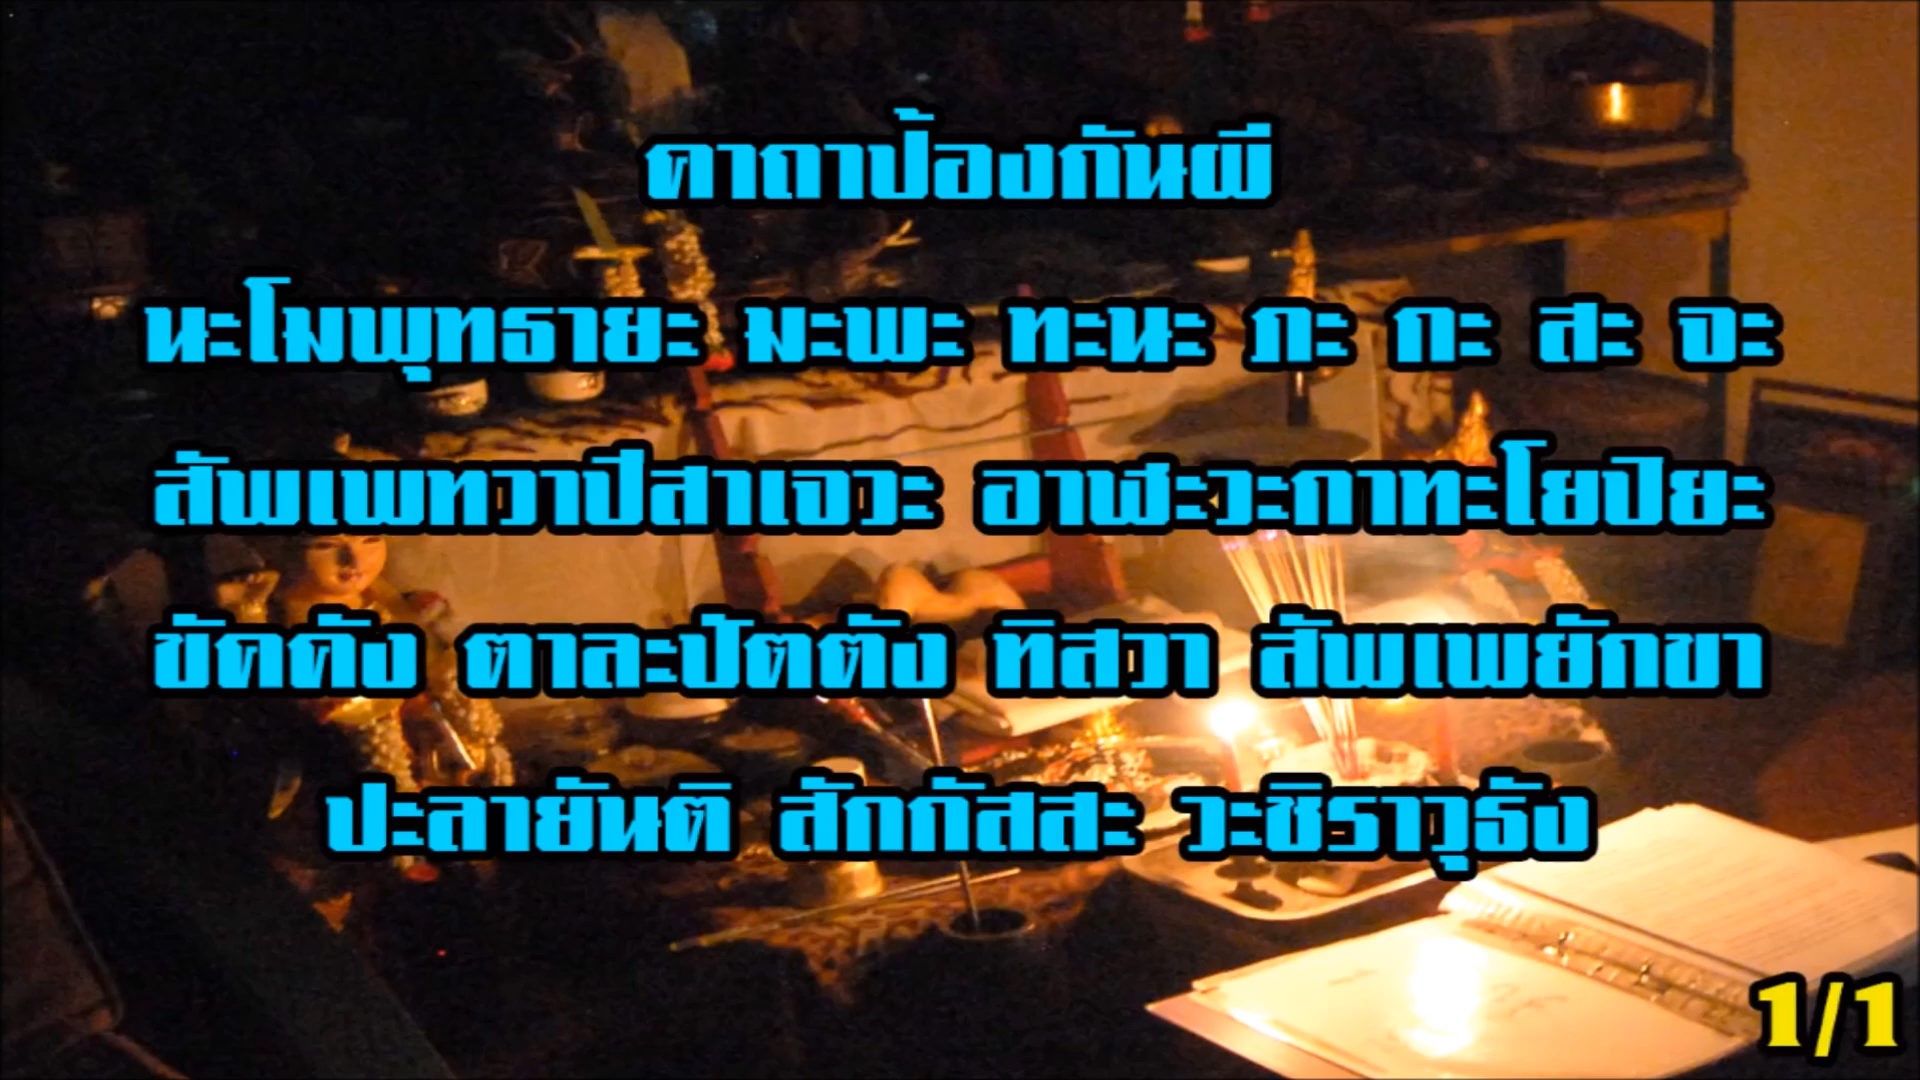 คาถาป้องกันผี
นะโมพุทธายะ มะพะ ทะนะ ภะ กะ สะ จะ
สัพเพทวาปีสาเจวะ อาฬะวะกาทะโยปิยะ
ขัคคัง ตาละปัตตัง ทิสวา สัพเพยักขา
ปะลายันติ สักกัสสะ วะชิราวุธัง
1/1